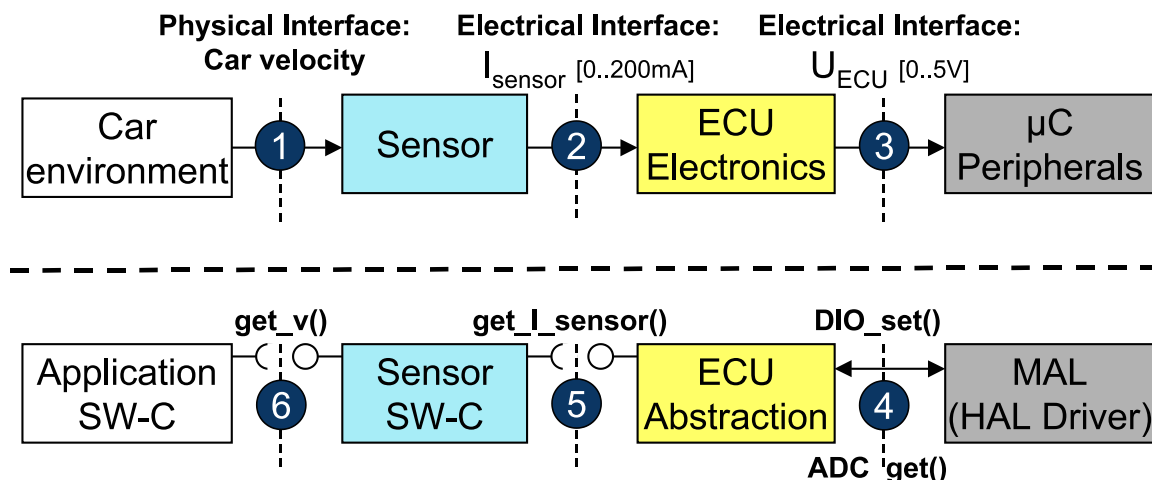 Physical Interface:
Car velocity
Electrical Interface:
I_sensor [0..200mA]
Electrical Interface:
U_ECU [0..5V]
Car
environment
1
Sensor
2
ECU
Electronics
3
µC
Peripherals
get_v()
get_I_sensor()
DIO_set()
Application
SW-C
6
Sensor
SW-C
5
ECU
Abstraction
4
MAL
(HAL Driver)
ADC_get()